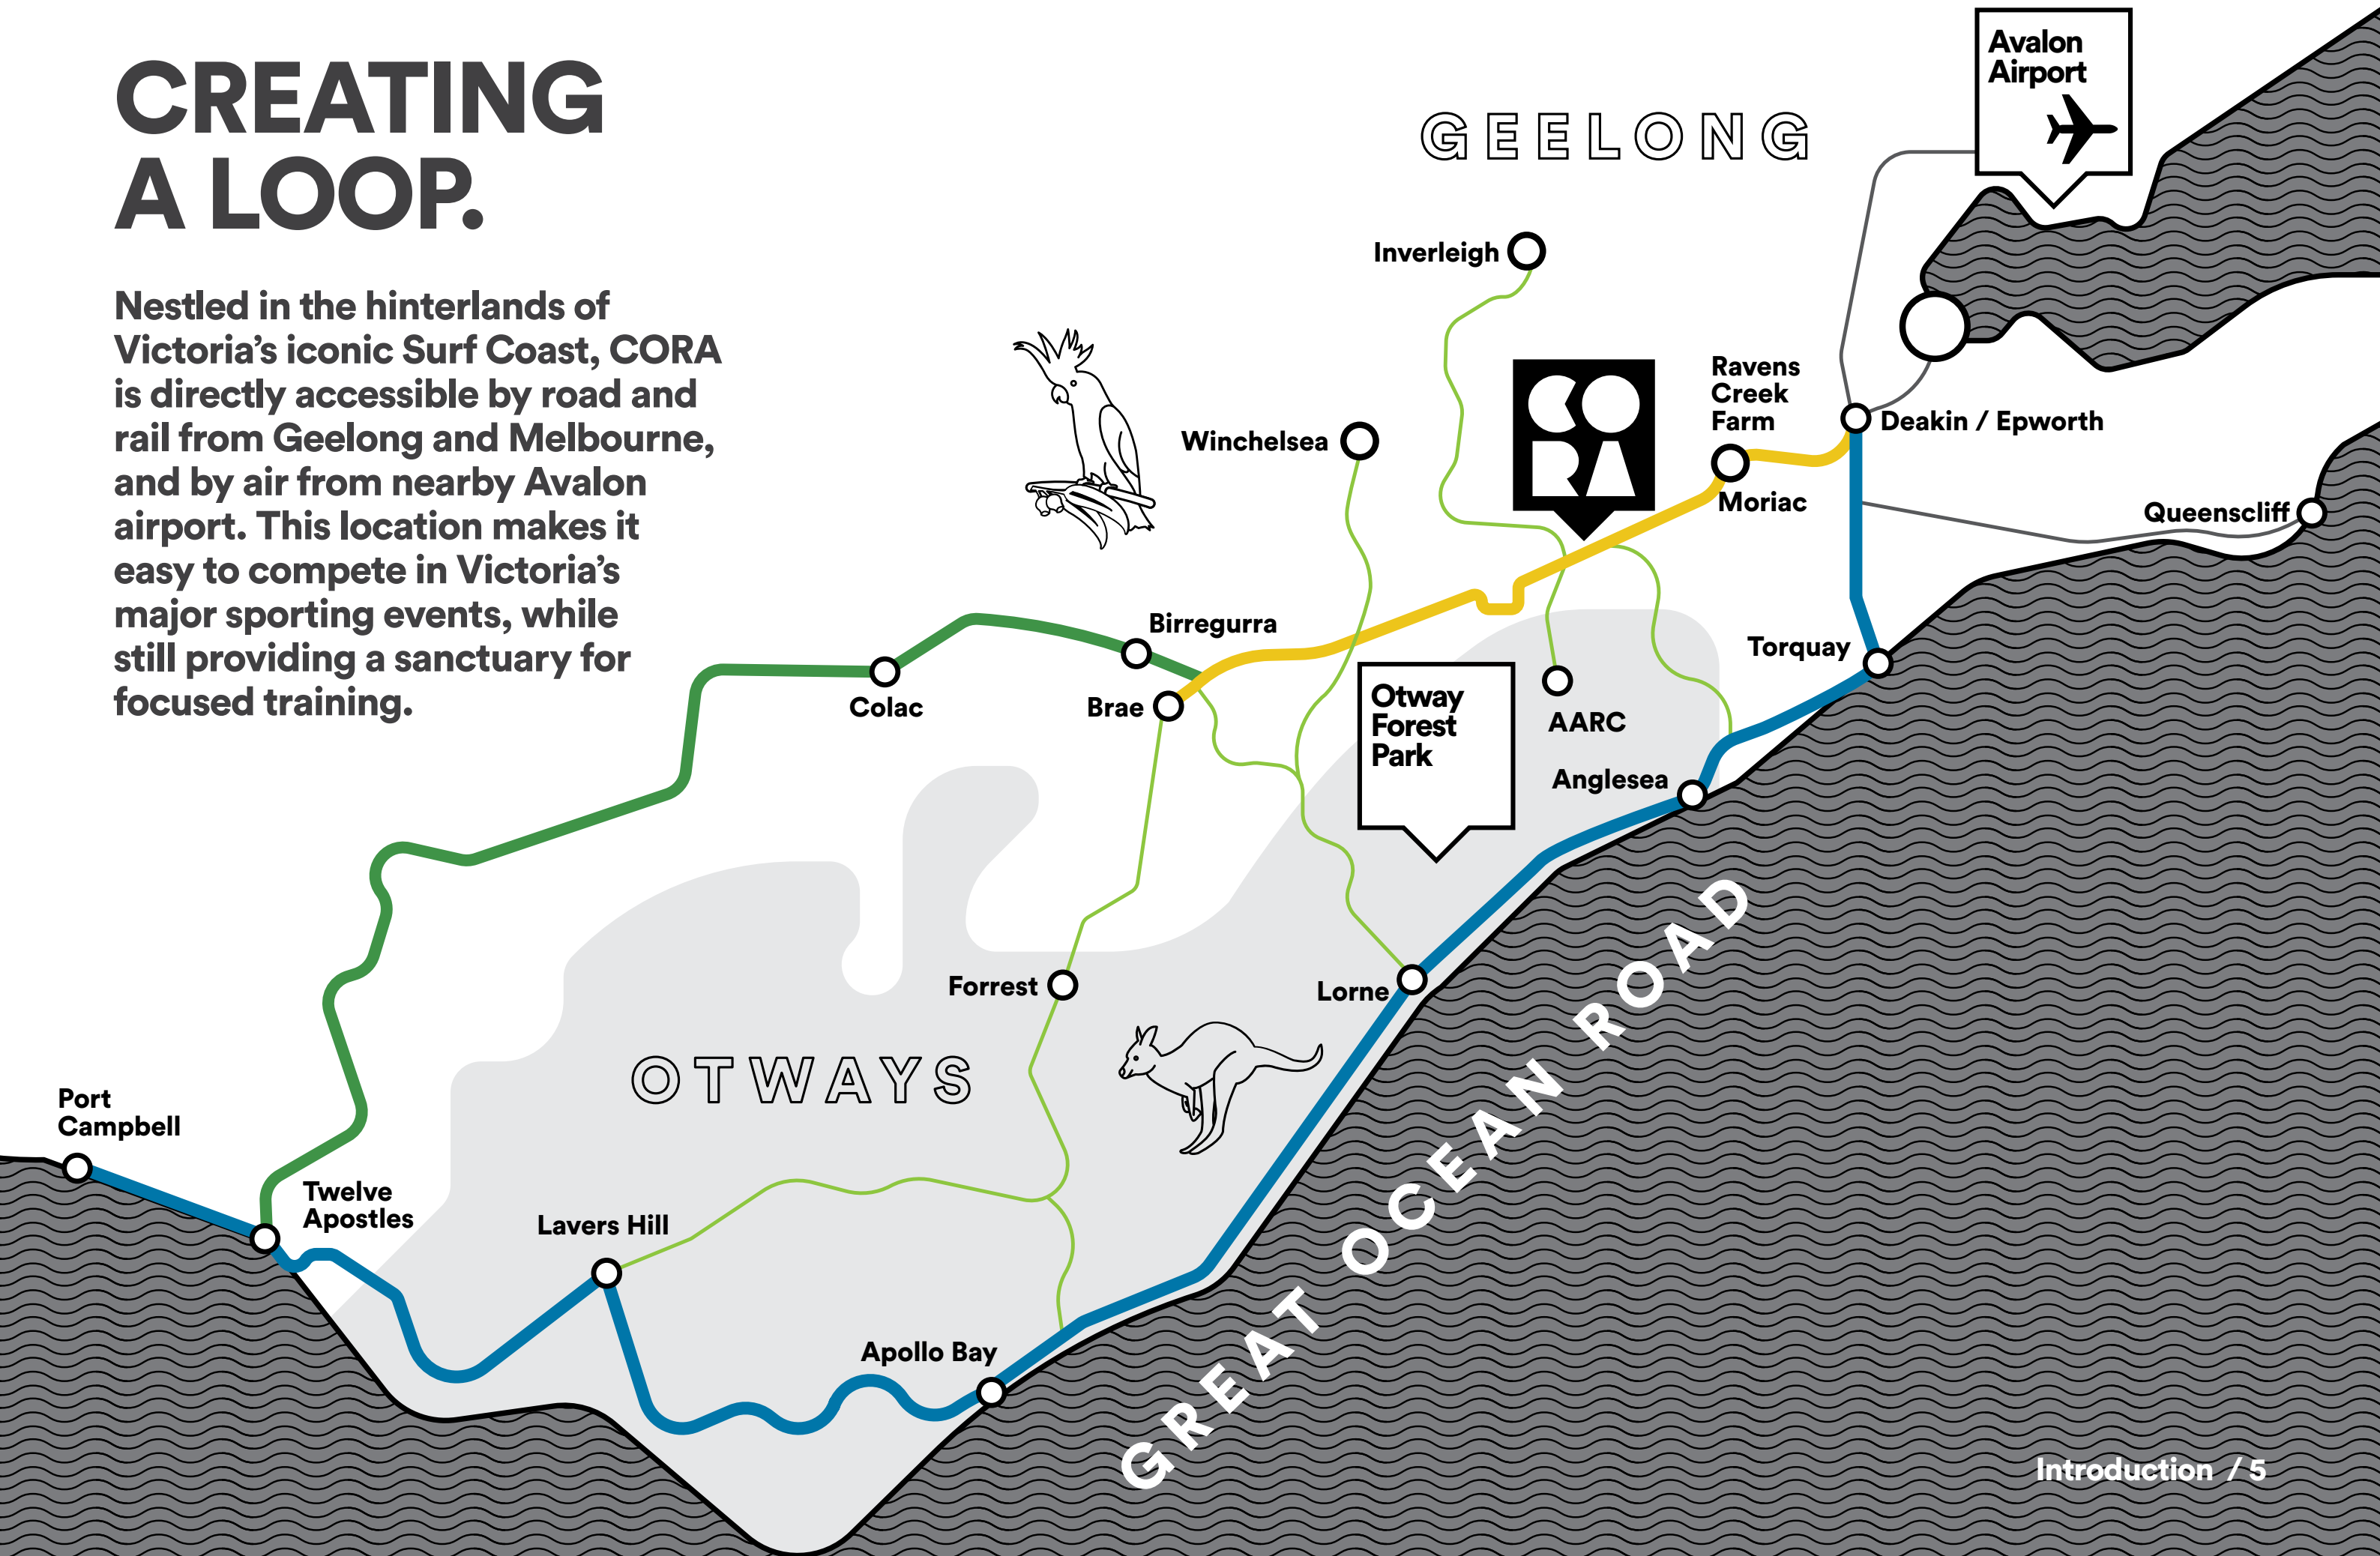 CREATING
A LOOP.
Nestled in the hinterlands of
Victoria’s iconic Surf Coast, CORA
is directly accessible by road and
rail from Geelong and Melbourne,
and by air from nearby Avalon
airport. This location makes it
easy to compete in Victoria’s
major sporting events, while
still providing a sanctuary for
focused training.
Avalon
Airport
GEELONG
Inverleigh
CO
RA
Ravens
Creek
Farm
Moriac
Deakin / Epworth
Winchelsea
Queenscliff
Birregurra
Torquay
Colac
Brae
Otway
Forest
Park
AARC
Anglesea
Forrest
Lorne
OTWAYS
GREAT OCEAN ROAD
Port
Campbell
Twelve
Apostles
Lavers Hill
Apollo Bay
Introduction / 5